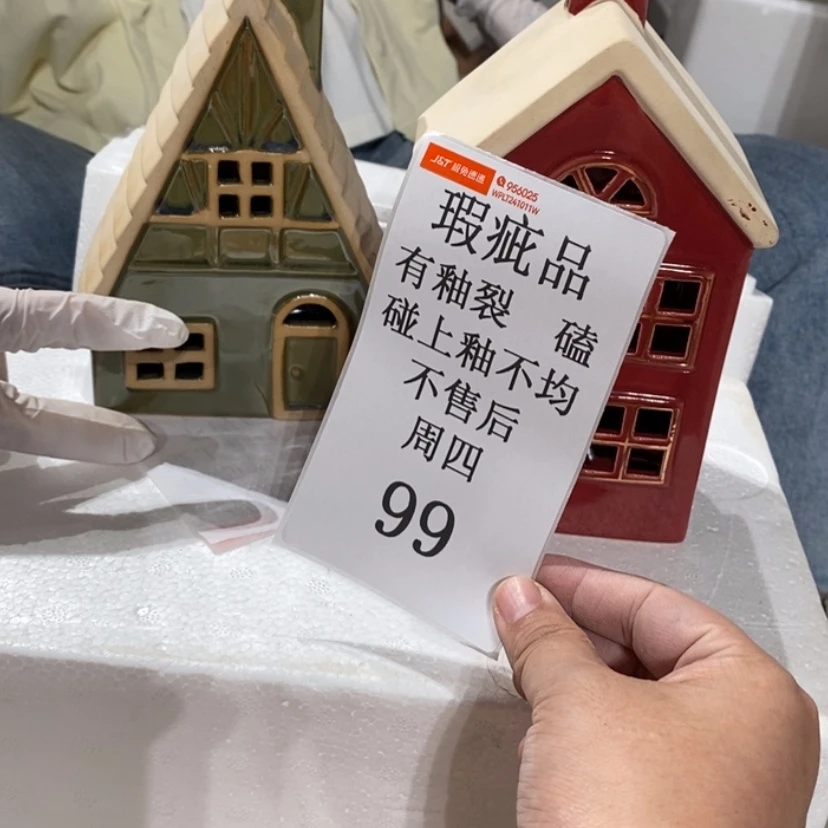 J&T 极兔速递
956025
WPLT241011W
瑕疵品
有釉裂 磕
碰上釉不均
不售后
周四
99